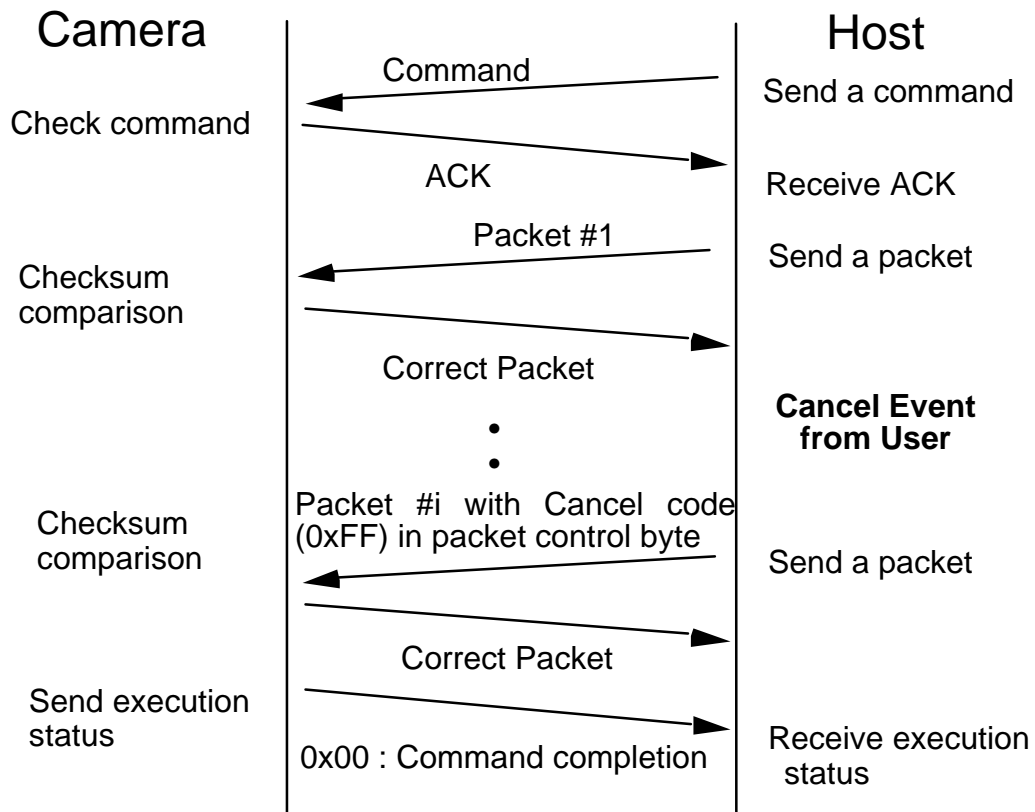 Camera
Host
Command
Send a command
Check command
ACK
Receive ACK
Packet #1
Send a packet
Checksum
comparison
Correct Packet
Cancel Event
from User
Packet #i with Cancel code
(0xFF) in packet control byte
Checksum
comparison
Send a packet
Correct Packet
Send execution
status
0x00 : Command completion
Receive execution
status